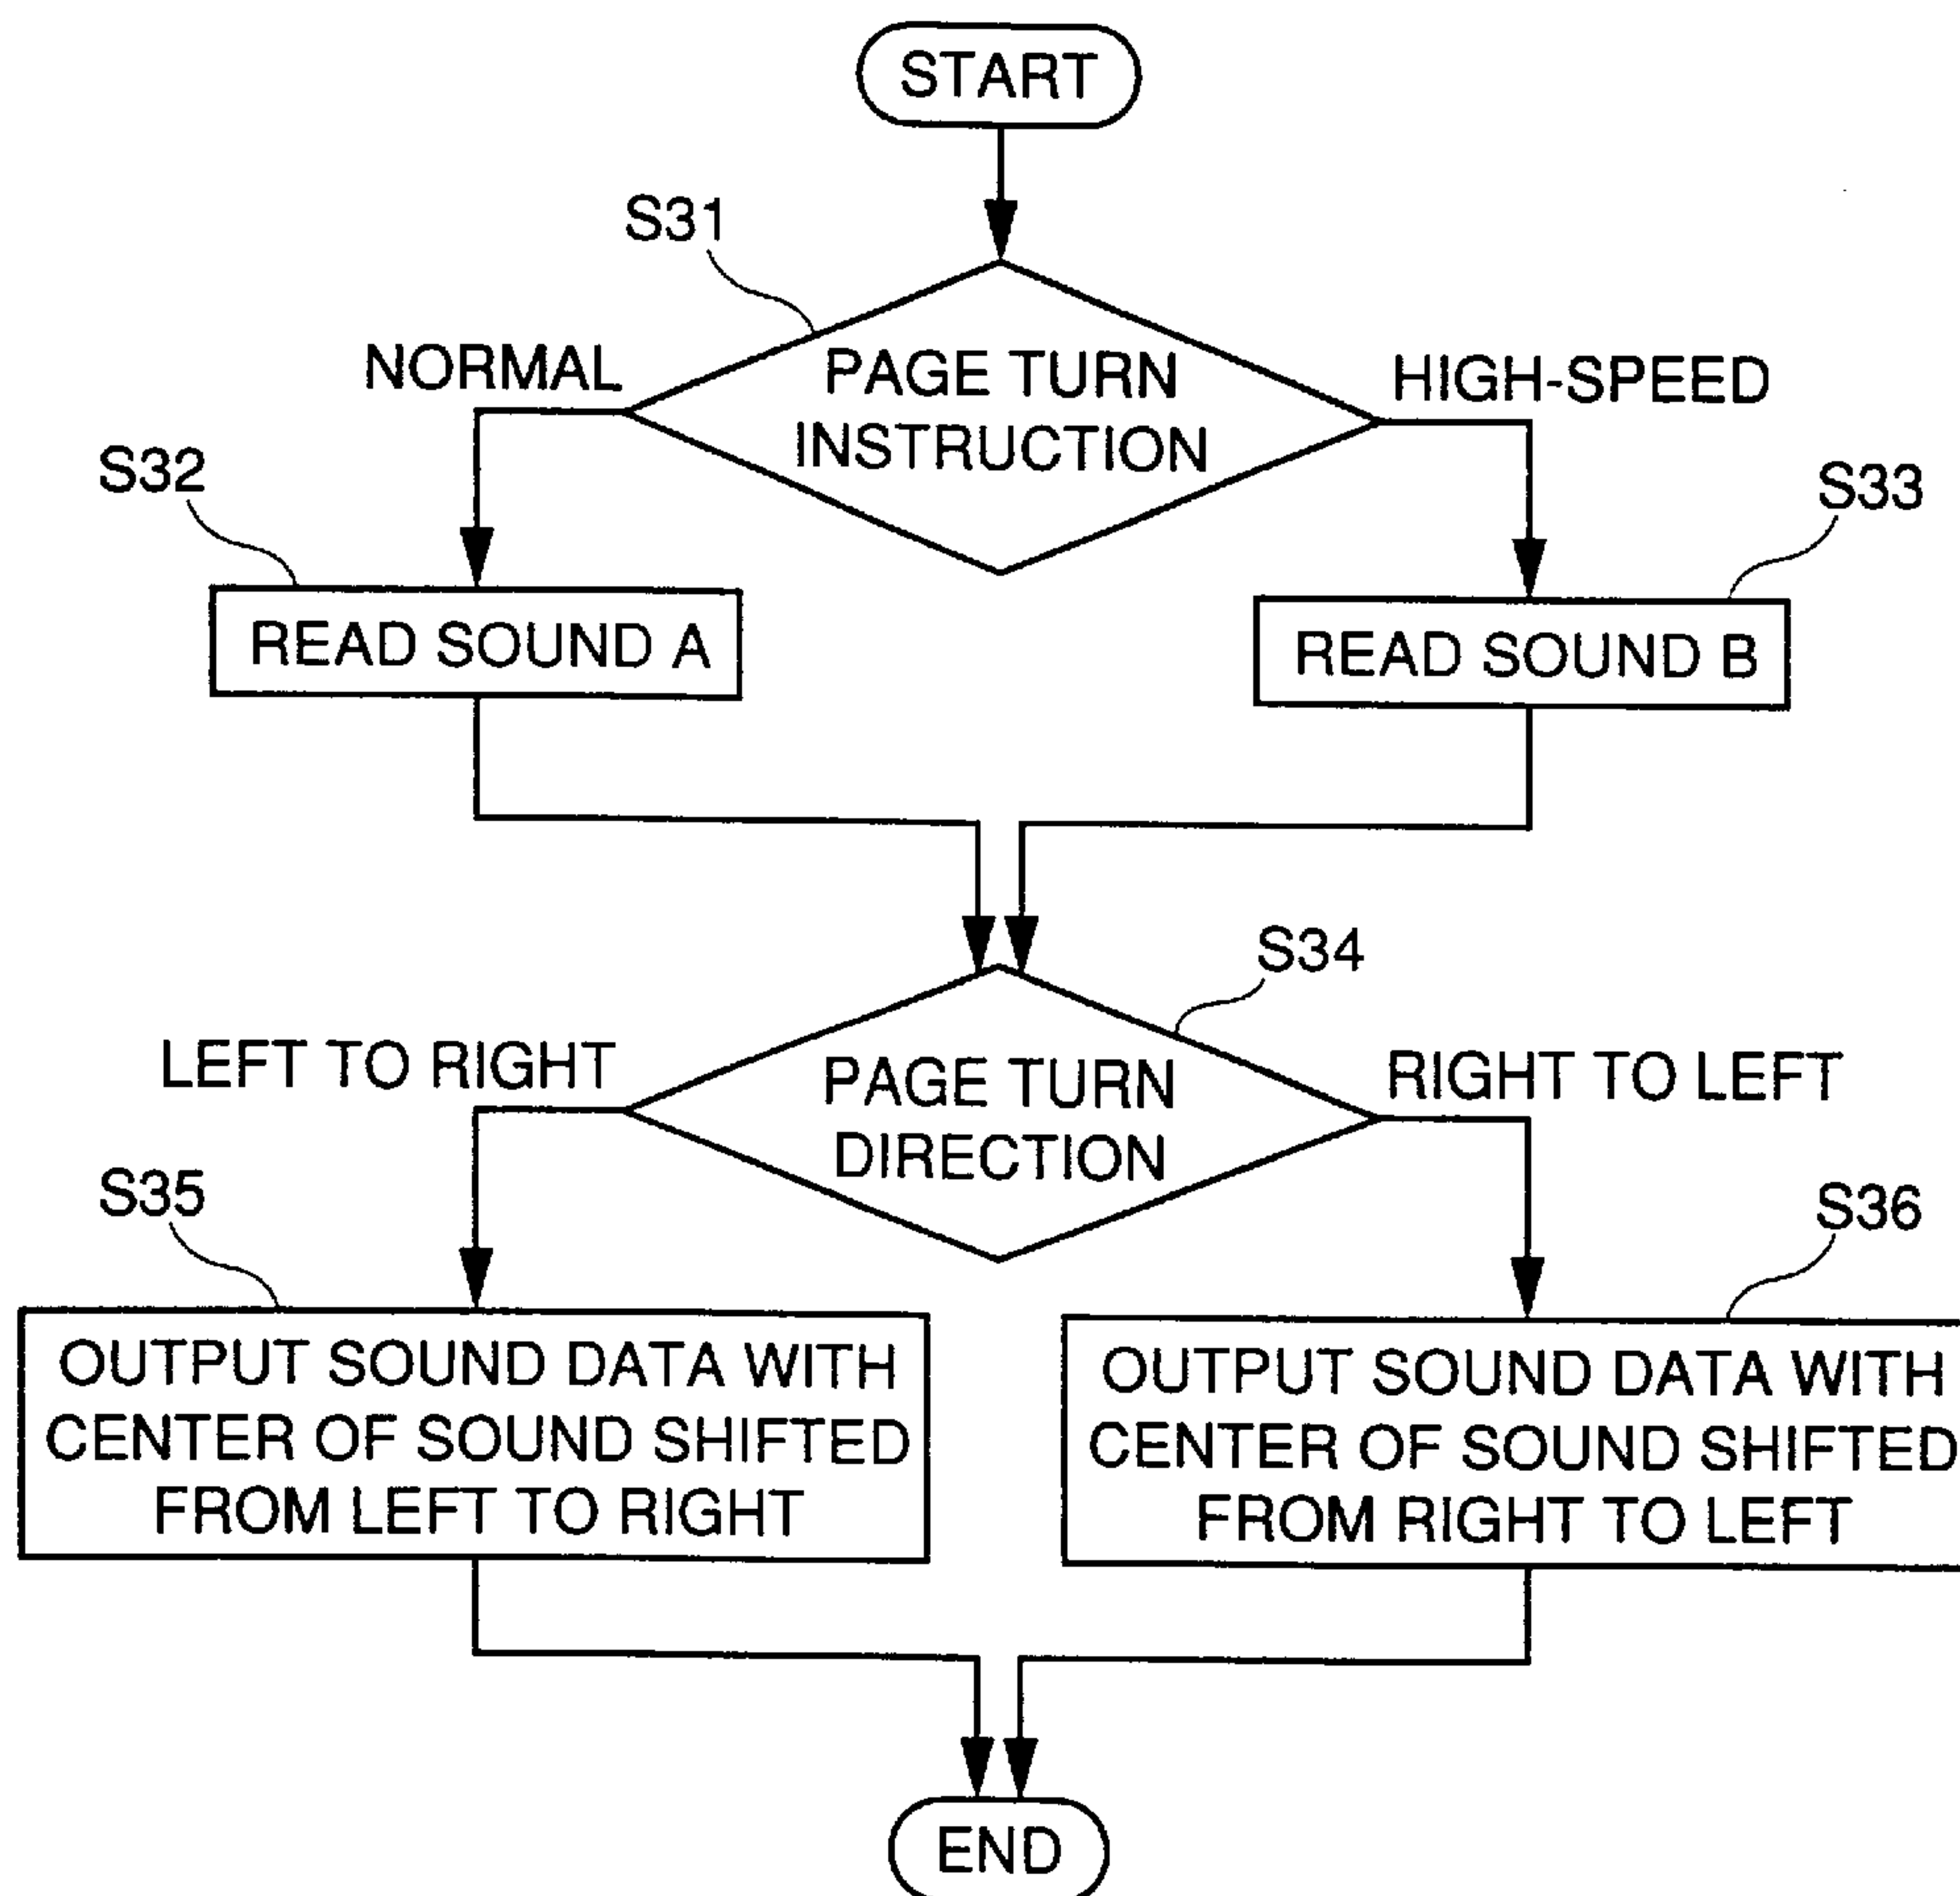 START
S31
NORMAL
PAGE TURN
INSTRUCTION
HIGH-SPEED
S32
S33
READ SOUND A
READ SOUND B
S34
LEFT TO RIGHT
PAGE TURN
DIRECTION
RIGHT TO LEFT
S35
S36
OUTPUT SOUND DATA WITH
CENTER OF SOUND SHIFTED
FROM LEFT TO RIGHT
OUTPUT SOUND DATA WITH
CENTER OF SOUND SHIFTED
FROM RIGHT TO LEFT
END